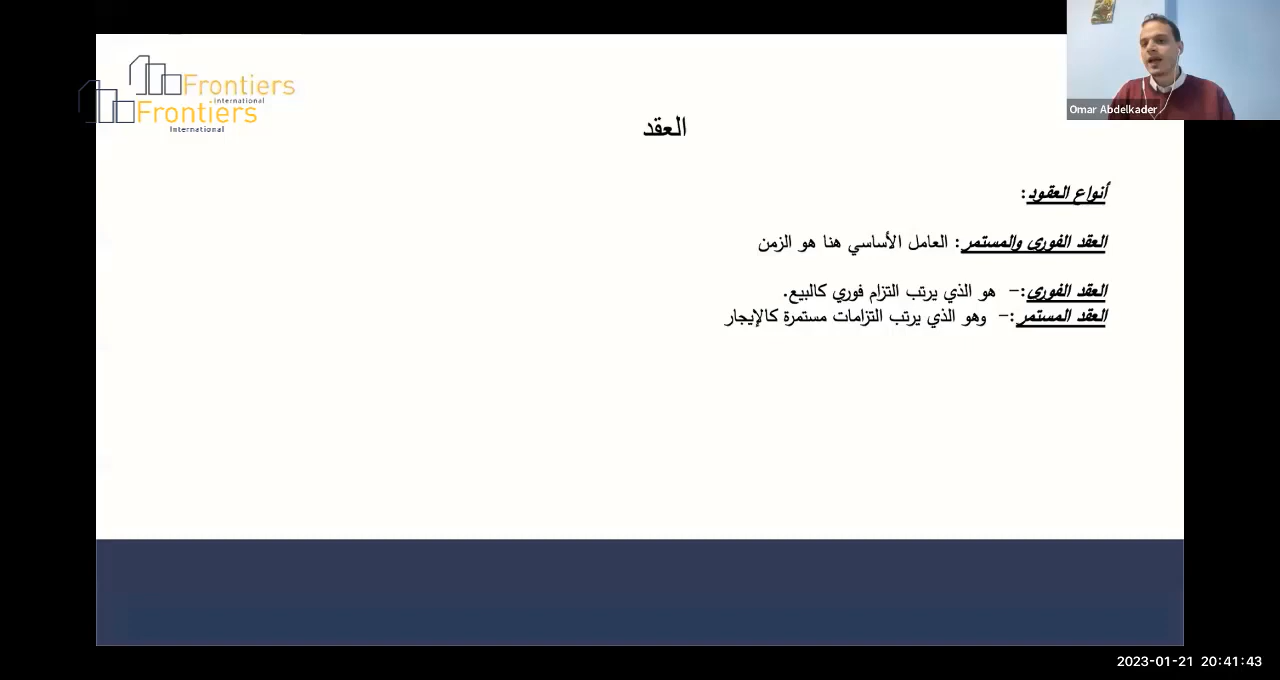 Frontiers
International
Frontiers
International
Omar Abdelkader
العقد
أنواع العقود:
العقد الفوري والمستمر: العامل الأساسي هنا هو الزمن
العقد الفوري:– هو الذي يرتب التزام فوري كالبيع.
العقد المستمر:– وهو الذي يرتب التزامات مستمرة كالإيجار
2023-01-21 20:41:43